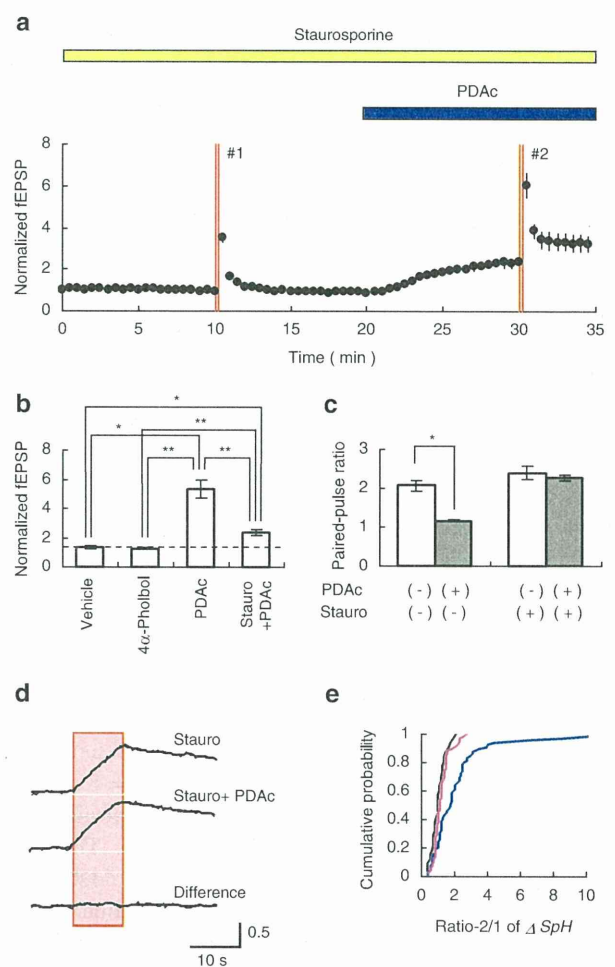 a
Staurosporine
PDAc
Normalized fEPSP
8
6
4
2
0
#1
#2
0 5 10 15 20 25 30 35
Time ( min )
b
Normalized fEPSP
8
6
4
2
0
*
* **
** **
Vehicle
4α-Pholbol
PDAc
Stauro
+PDAc
c
Paired-pulse ratio
3
2
1
0
*
PDAc (-) (+) (-) (+)
Stauro (-) (-) (+) (+)
d
Stauro
Stauro+ PDAc
Difference
0.5
10 s
e
Cumulative probability
1
0.8
0.6
0.4
0.2
0
0 2 4 6 8 10
Ratio-2/1 of Δ SpH